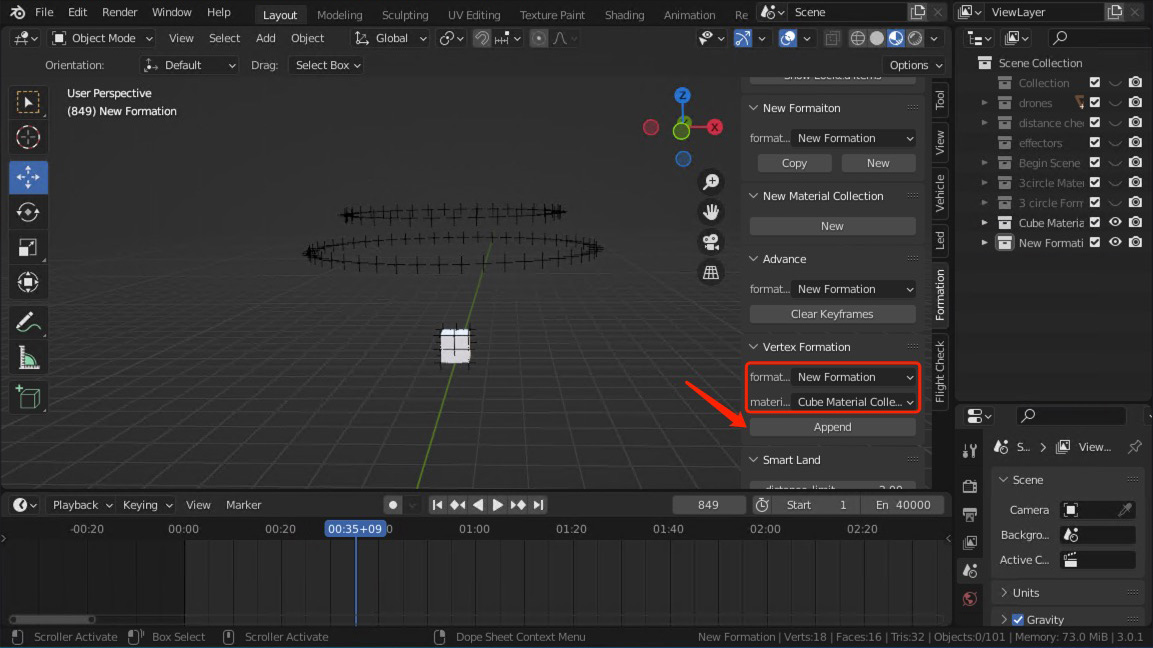 File Edit Render Window Help Layout Modeling Sculpting UV Editing Texture Paint Shading Animation Re Scene ViewLayer
Object Mode View Select Add Object Global
Orientation: Default Drag: Select Box Options
User Perspective
(849) New Formation
Z
X
New Formaiton
format... New Formation
Copy New
New Material Collection
New
Advance
format... New Formation
Clear Keyframes
Vertex Formation
format... New Formation
materi... Cube Material Colle...
Append
Smart Land
distance limit
Tool
View
Vehicle
Led
Formation
Flight Check
Scene Collection
Collection
drones
distance che
effectors
Begin Scene
3circle Mate
3 circle Form
Cube Materia
New Formati
S... View...
Scene
Camera
Backgro...
Active C...
Units
Gravity
Playback Keying View Marker 849 Start 1 En 40000
-00:20 00:00 00:20 00:35+09 0 01:00 01:20 01:40 02:00 02:20
Scroller Activate Box Select Scroller Activate Dope Sheet Context Menu New Formation | Verts:18 | Faces:16 | Tris:32 | Objects:0/101 | Memory: 73.0 MiB | 3.0.1